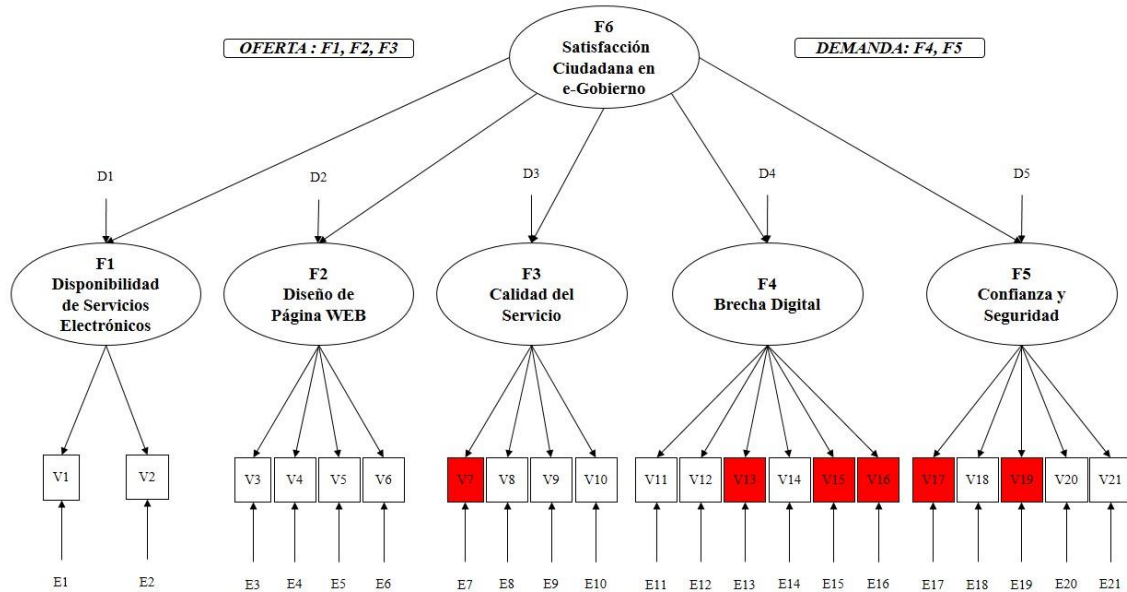 F6
Satisfacción
Ciudadana en
e-Gobierno
OFERTA : F1, F2, F3
DEMANDA: F4, F5
D1
D2
D3
D4
D5
F1
Disponibilidad
de Servicios
Electrónicos
F2
Diseño de
Página WEB
F3
Calidad del
Servicio
F4
Brecha Digital
F5
Confianza y
Seguridad
V1
V2
V3
V4
V5
V6
V7
V8
V9
V10
V11
V12
V13
V14
V15
V16
V17
V18
V19
V20
V21
E1
E2
E3
E4
E5
E6
E7
E8
E9
E10
E11
E12
E13
E14
E15
E16
E17
E18
E19
E20
E21